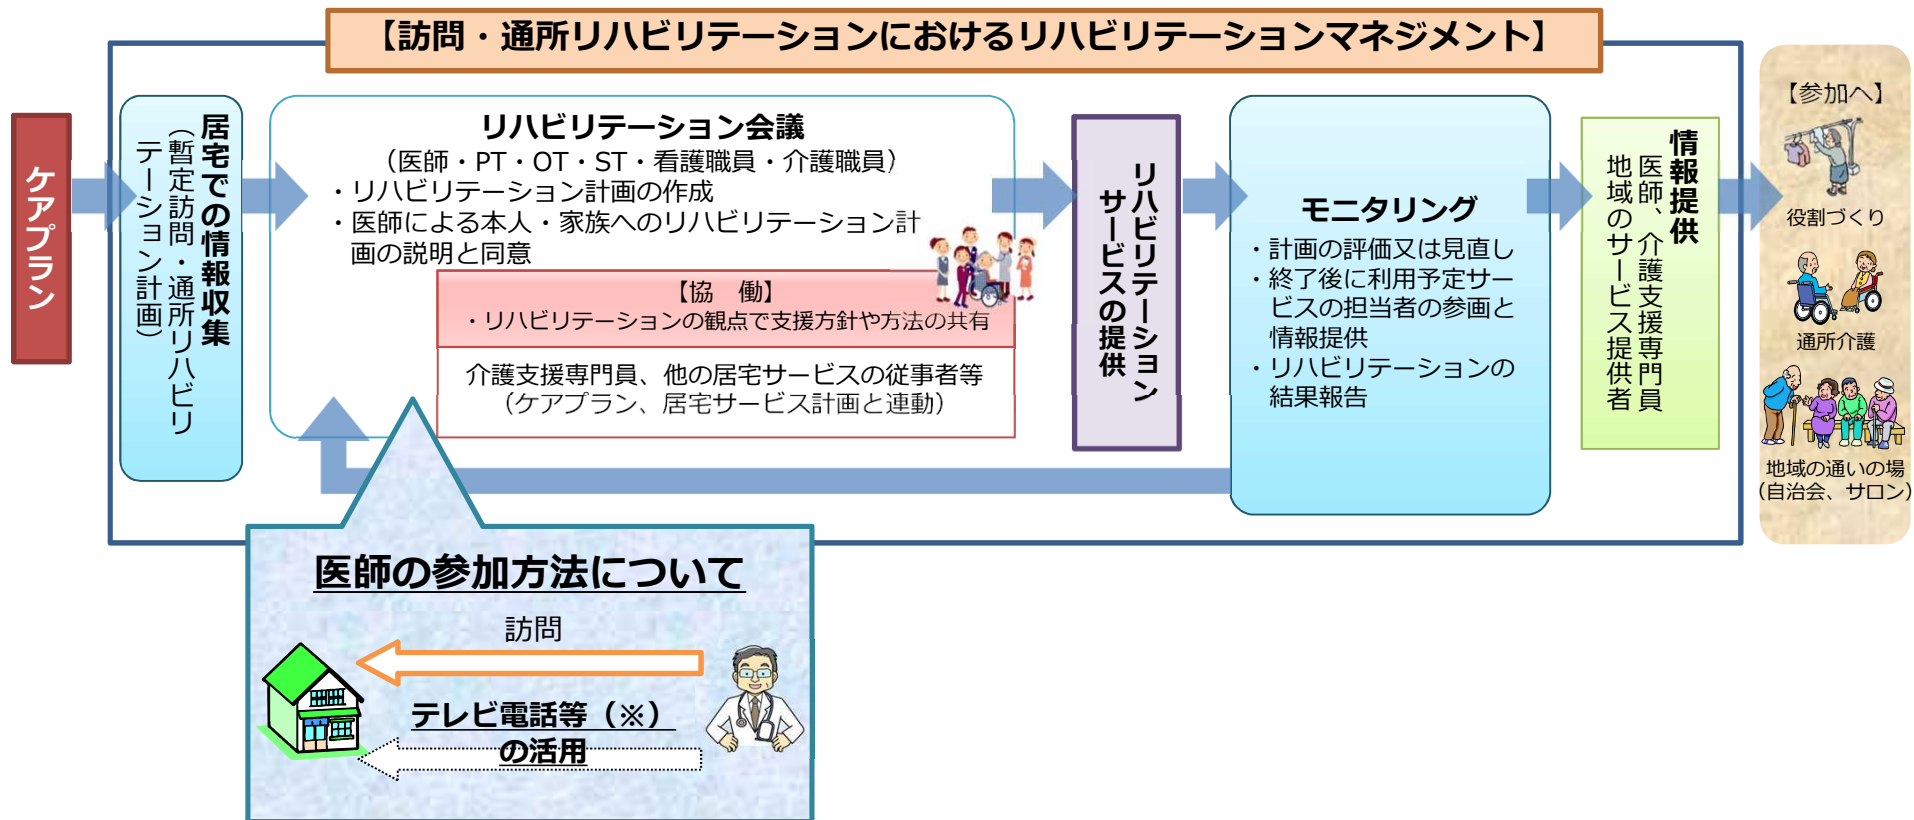 【訪問・通所リハビリテーションにおけるリハビリテーションマネジメント】
ケアプラン
居宅での情報収集
（暫定訪問・通所リハビリ
テーション計画）
リハビリテーション会議
（医師・PT・OT・ST・看護職員・介護職員）
・リハビリテーション計画の作成
・医師による本人・家族へのリハビリテーション計
画の説明と同意
【協　働】
・リハビリテーションの観点で支援方針や方法の共有
介護支援専門員、他の居宅サービスの従事者等
（ケアプラン、居宅サービス計画と連動）
リハビリテーション
サービスの提供
モニタリング
・計画の評価又は見直し
・終了後に利用予定サー
ビスの担当者の参画と
情報提供
・リハビリテーションの
結果報告
情報提供
医師、介護支援専門員
地域のサービス提供者
【参加へ】
役割づくり
通所介護
地域の通いの場
（自治会、サロン）
医師の参加方法について
訪問
テレビ電話等（※）
の活用